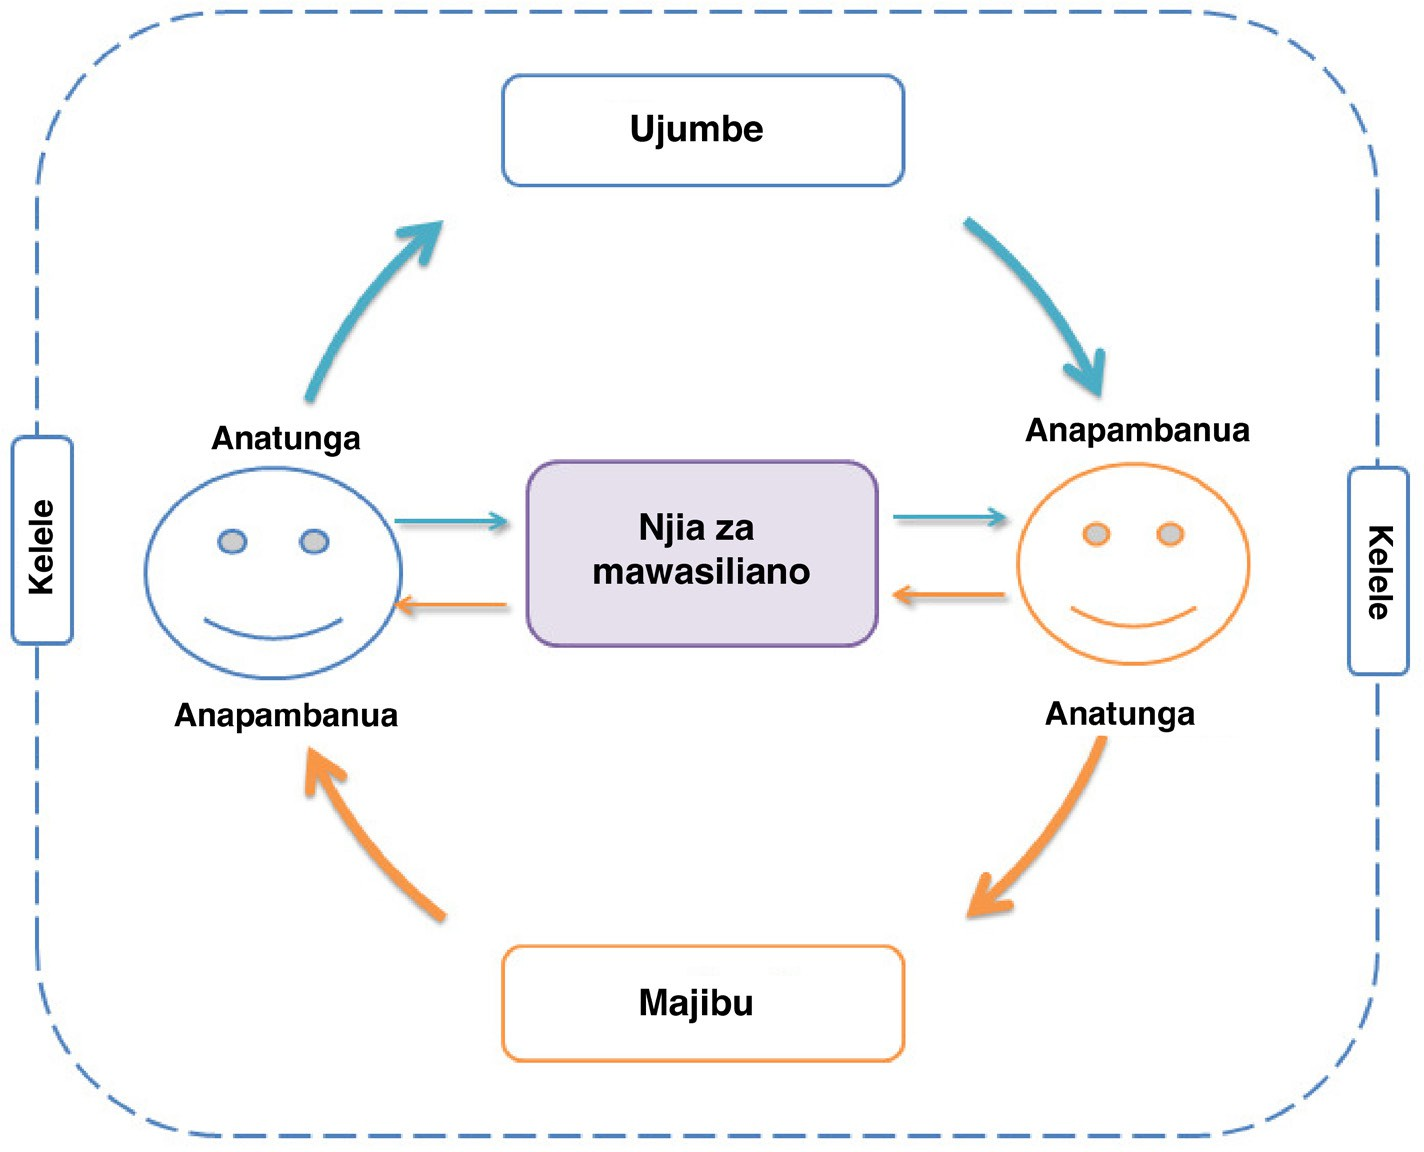 Ujumbe
Anatunga
Anapambanua
Kelele
Njia za
mawasiliano
Kelele
Anapambanua
Anatunga
Majibu